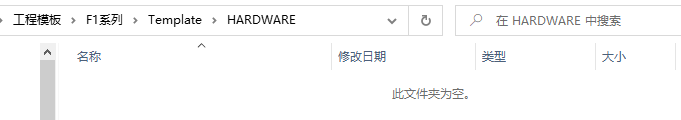 工程模板 F1系列 Template HARDWARE 在 HARDWARE 中搜索
名称 修改日期 类型 大小
此文件夹为空。